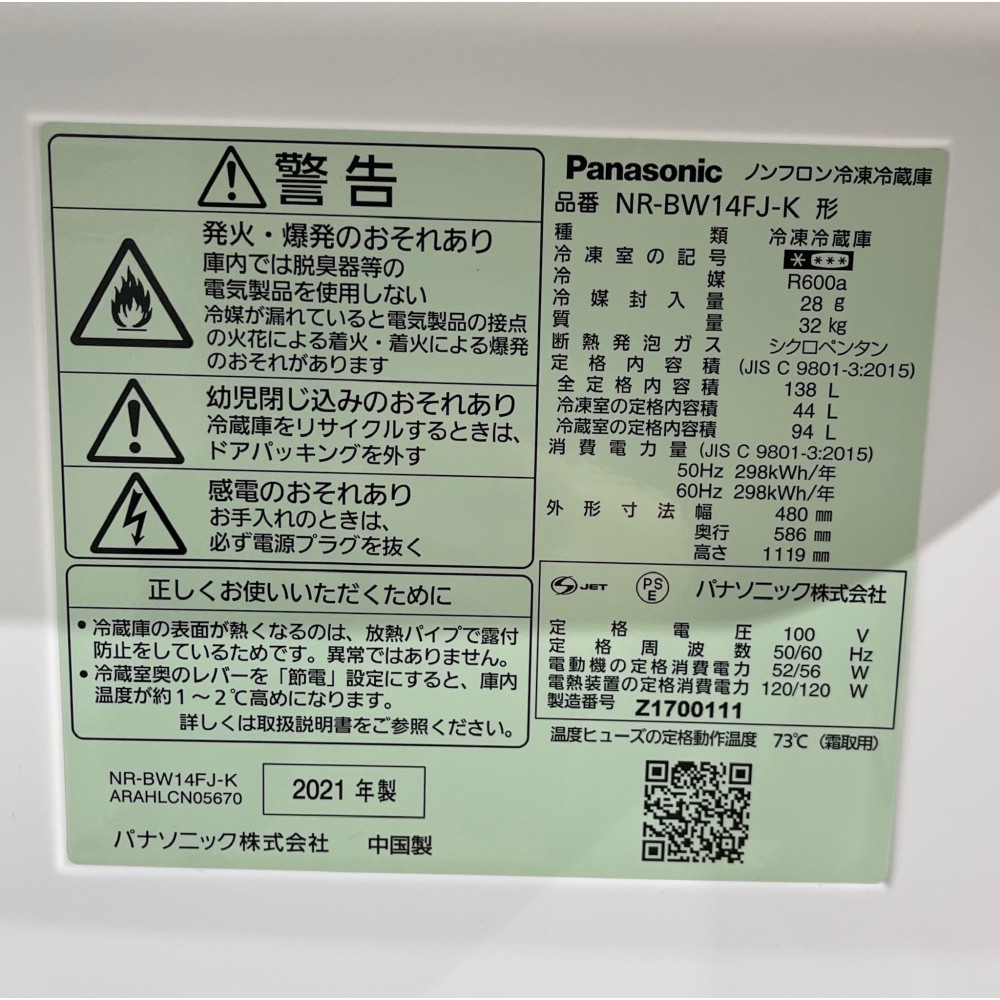 警告
発火・爆発のおそれあり
庫内では脱臭器等の
電気製品を使用しない
冷媒が漏れていると電気製品の接点
の火花による着火・着火による爆発
のおそれがあります
幼児閉じ込みのおそれあり
冷蔵庫をリサイクルするときは、
ドアパッキングを外す
感電のおそれあり
お手入れのときは、
必ず電源プラグを抜く
正しくお使いいただくために
・冷蔵庫の表面が熱くなるのは、放熱パイプで露付
防止をしているためです。異常ではありません。
・冷蔵室奥のレバーを「節電」設定にすると、庫内
温度が約1～2℃高めになります。
詳しくは取扱説明書をご参照ください。
NR-BW14FJ-K
ARAHLCN05670
2021 年製
パナソニック株式会社 中国製
Panasonic ノンフロン冷凍冷蔵庫
品番 NR-BW14FJ-K 形
種類 冷凍冷蔵庫
冷凍室の記号 ****
冷媒 R600a
冷媒封入量 28 g
質量 32 kg
断熱発泡ガス シクロペンタン
定格内容積 (JIS C 9801-3:2015)
全定格内容積 138 L
冷凍室の定格内容積 44 L
冷蔵室の定格内容積 94 L
消費電力量 (JIS C 9801-3:2015)
50Hz 298kWh/年
60Hz 298kWh/年
外形寸法 幅 480 mm
奥行 586 mm
高さ 1119 mm
JET PS E パナソニック株式会社
定格電圧 100 V
定格周波数 50/60 Hz
電動機の定格消費電力 52/56 W
電熱装置の定格消費電力 120/120 W
製造番号 Z1700111
温度ヒューズの定格動作温度 73℃ (霜取用)